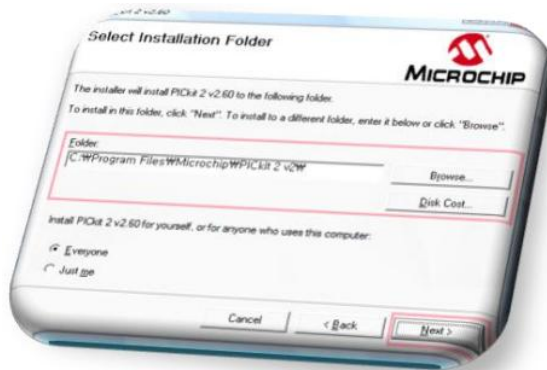 v2.60
Select Installation Folder
MICROCHIP
The installer will install PICkit 2 v2.60 to the following folder.
To install in this folder, click "Next". To install to a different folder, enter it below or click "Browse".
Folder:
C:₩Program Files₩Microchip₩PICkit 2 v2₩
Browse...
Disk Cost...
Install PICkit 2 v2.60 for yourself, or for anyone who uses this computer:
Everyone
Just me
Cancel
< Back
Next >